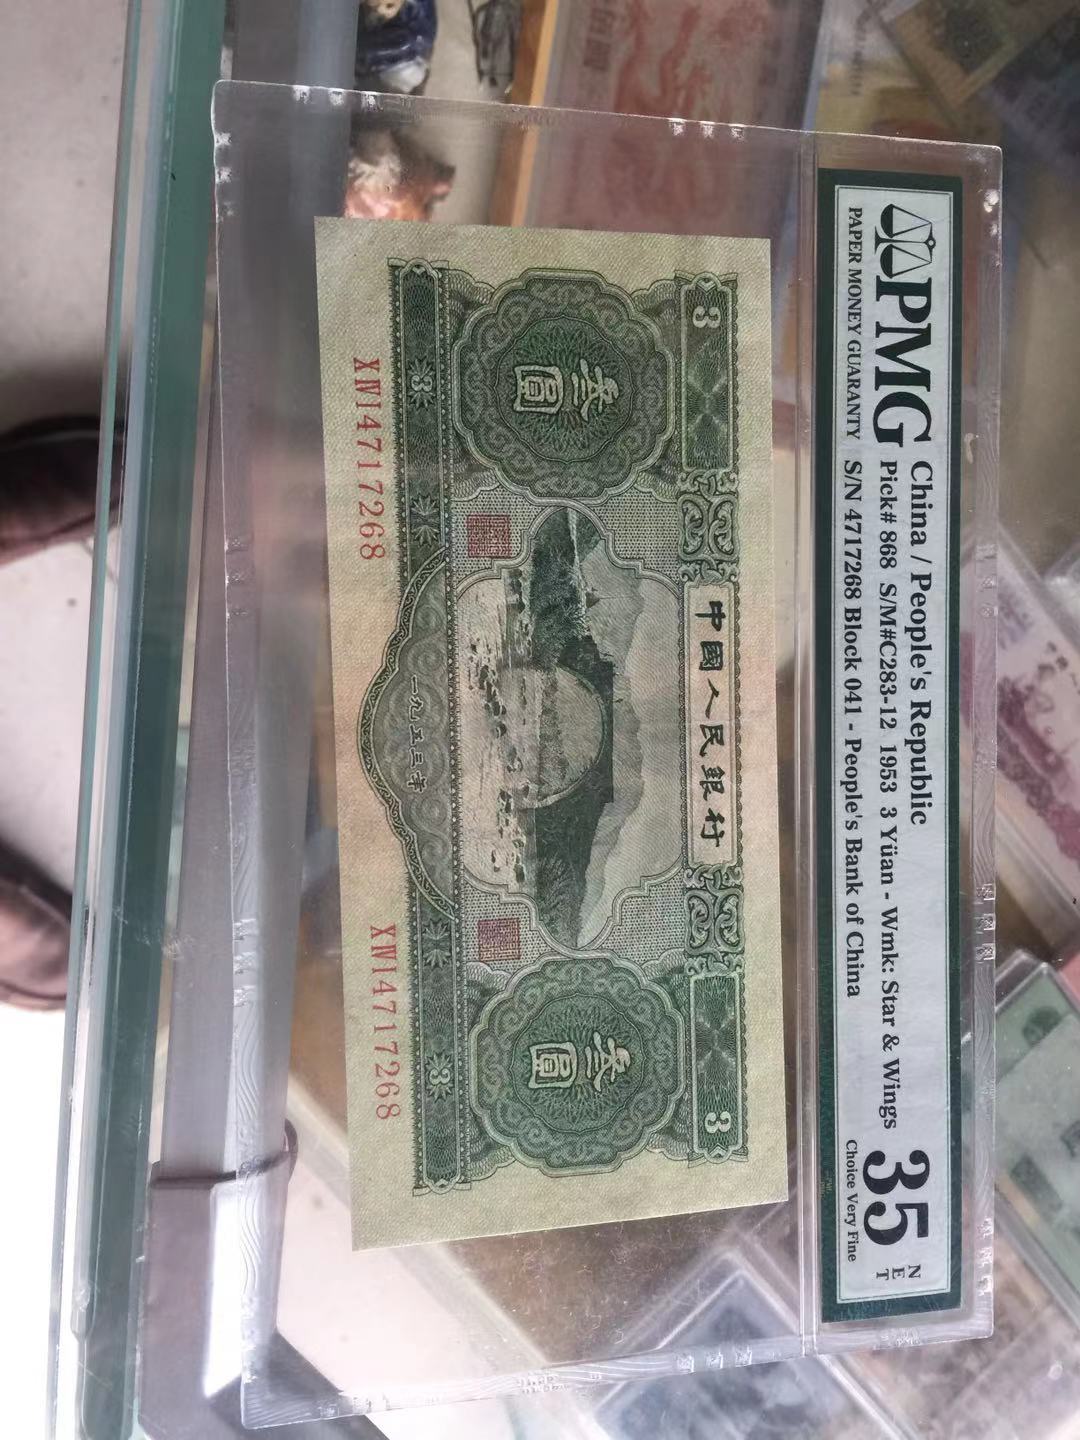 PMG
PAPER MONEY GUARANTY
China / People's Republic
Pick# 868 S/M#C283-12 1953 3 Yüan - Wmk: Star & Wings
S/N 4717268 Block 041 - People's Bank of China
35
NET
Choice Very Fine
3
中國人民銀行
3
叁圓
叁圓
一九五三年
3
3
XⅣI4717268
XⅣI4717268